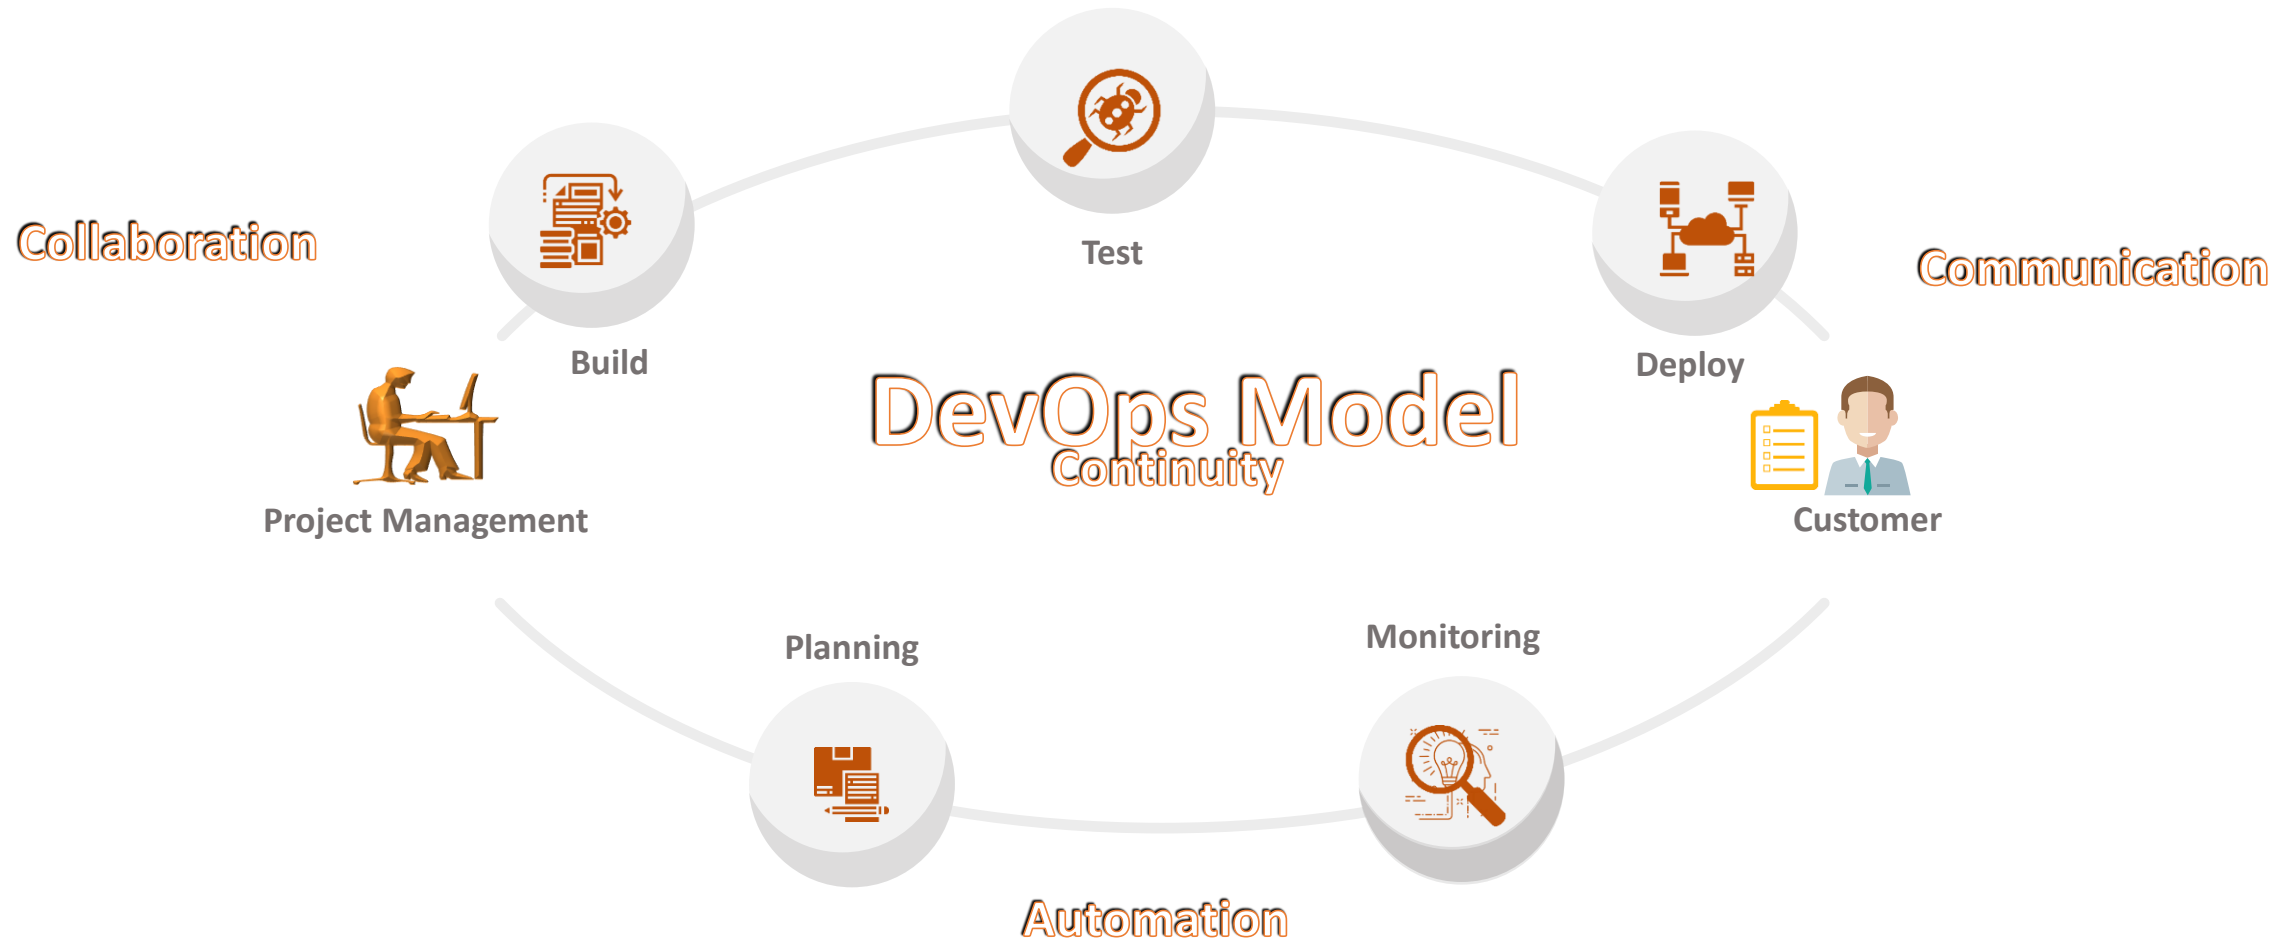 Test
Collaboration
Communication
Build
Deploy
DevOps Model
Continuity
Project Management
Customer
Planning
Monitoring
Automation